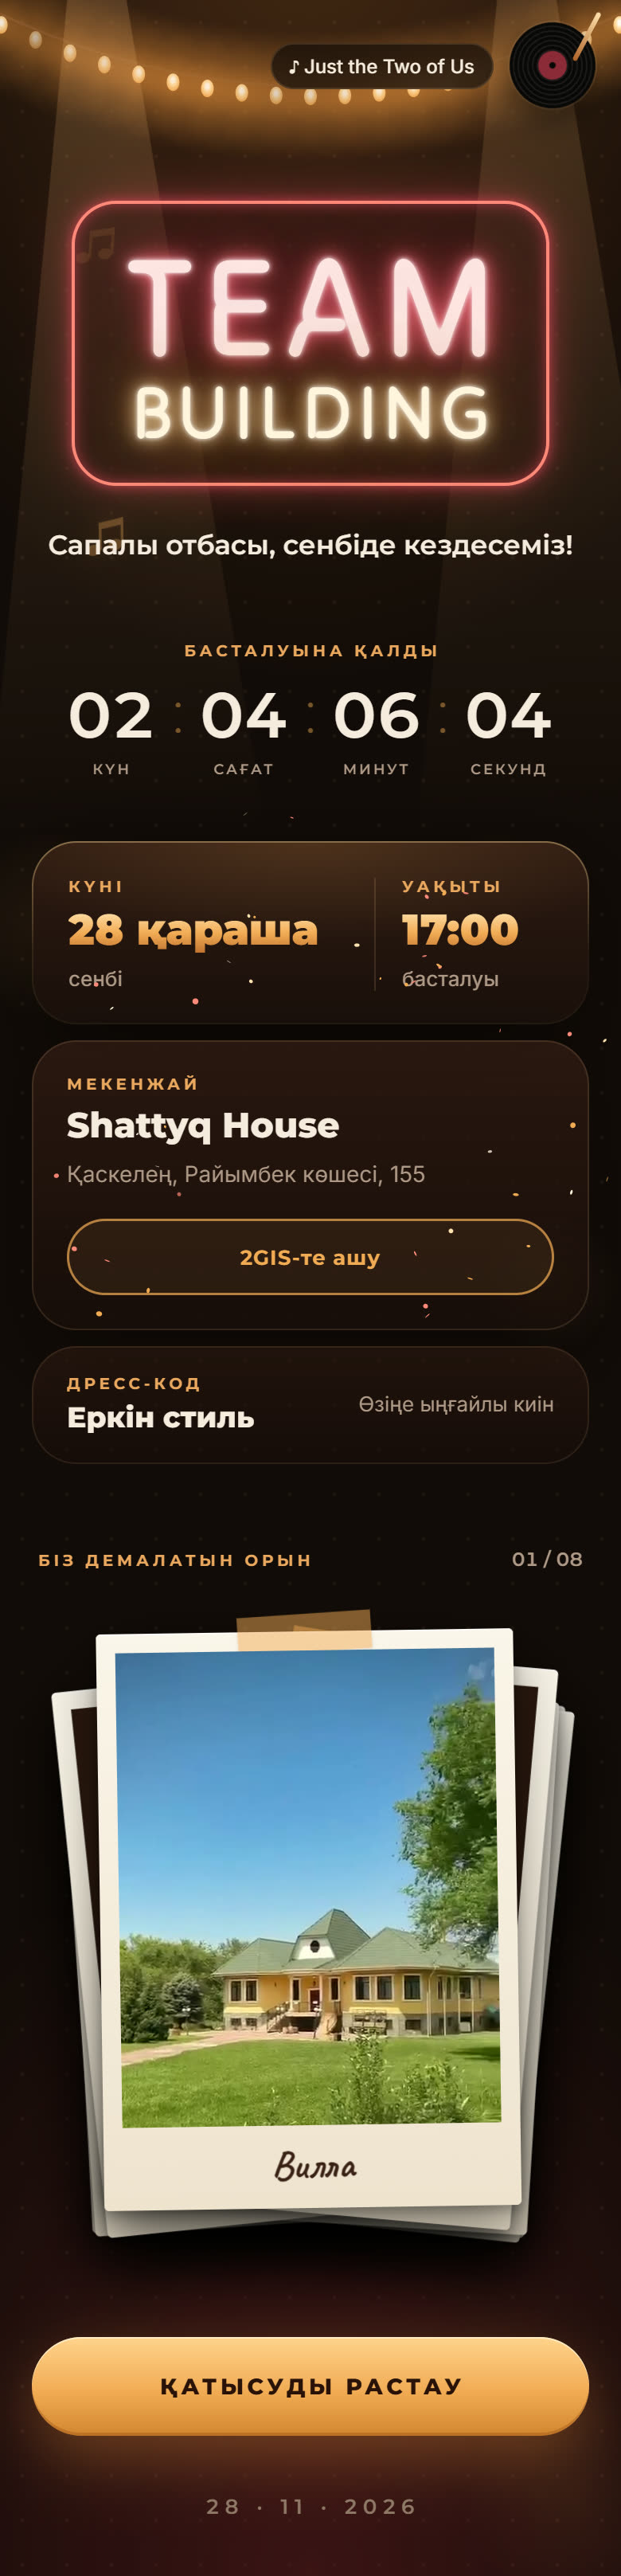 ♪ Just the Two of Us
TEAM
BUILDING
Сапалы отбасы, сенбіде кездесеміз!
БАСТАЛУЫНА ҚАЛДЫ
02 : 04 : 06 : 04
КҮН САҒАТ МИНУТ СЕКУНД
КҮНІ
28 қараша
сенбі
УАҚЫТЫ
17:00
басталуы
МЕКЕНЖАЙ
Shattyq House
Қаскелең, Райымбек көшесі, 155
2GIS-те ашу
ДРЕСС-КОД
Еркін стиль
Өзіңе ыңғайлы киін
БІЗ ДЕМАЛАТЫН ОРЫН
01 / 08
Вилла
ҚАТЫСУДЫ РАСТАУ
28 · 11 · 2026